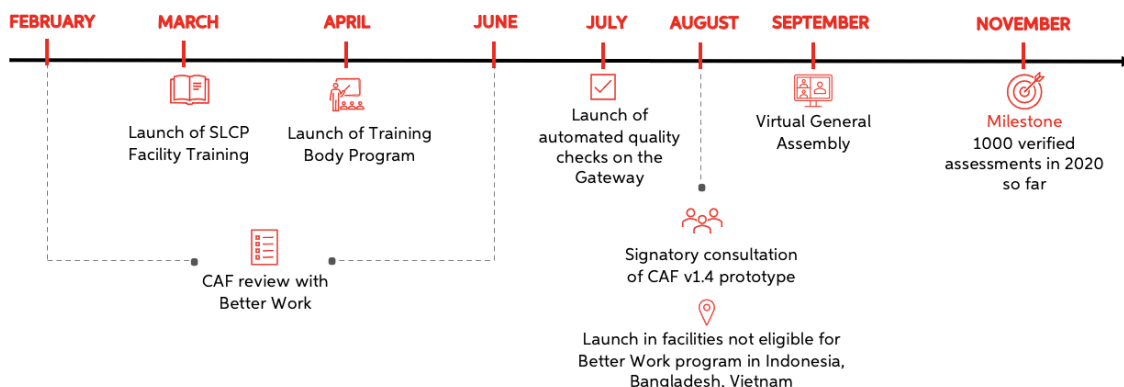 FEBRUARY
MARCH
APRIL
JUNE
JULY
AUGUST
SEPTEMBER
NOVEMBER
Launch of SLCP
Facility Training
Launch of Training
Body Program
Launch of
automated quality
checks on the
Gateway
Virtual General
Assembly
Milestone
1000 verified
assessments in 2020
so far
CAF review with
Better Work
Signatory consultation
of CAF v1.4 prototype
Launch in facilities not eligible for
Better Work program in Indonesia,
Bangladesh, Vietnam